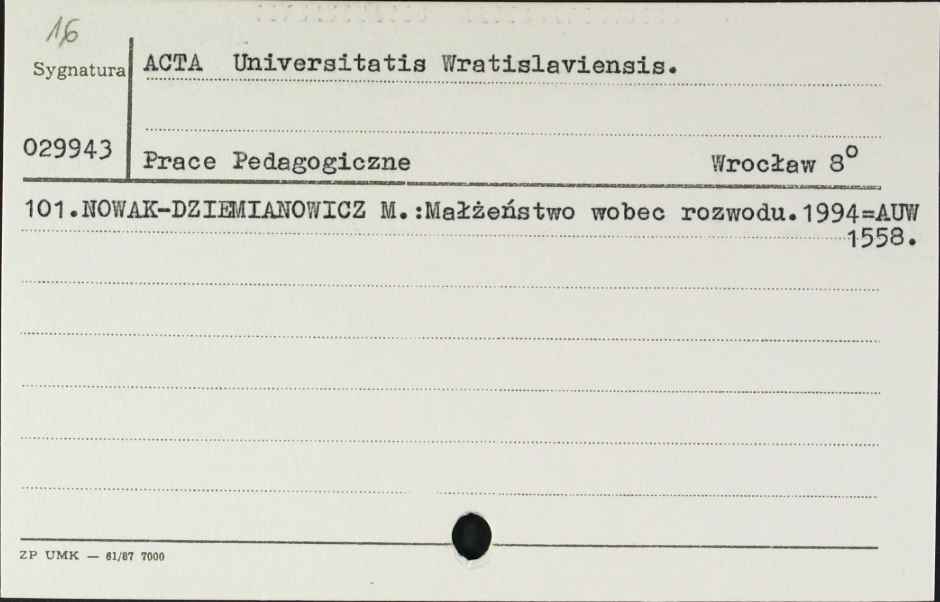 16
Sygnatura
ACTA Universitatis Wratislaviensis.
029943
Prace Pedagogiczne Wrocław 8°
101.NOWAK-DZIEMIANOWICZ M.:Małżeństwo wobec rozwodu.1994=AUW
1558.
ZP UMK — 61/87 7000